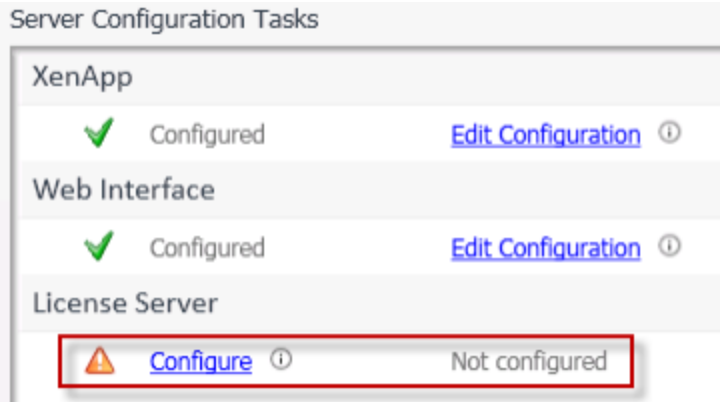 Server Configuration Tasks
XenApp
Configured Edit Configuration
Web Interface
Configured Edit Configuration
License Server
Configure Not configured